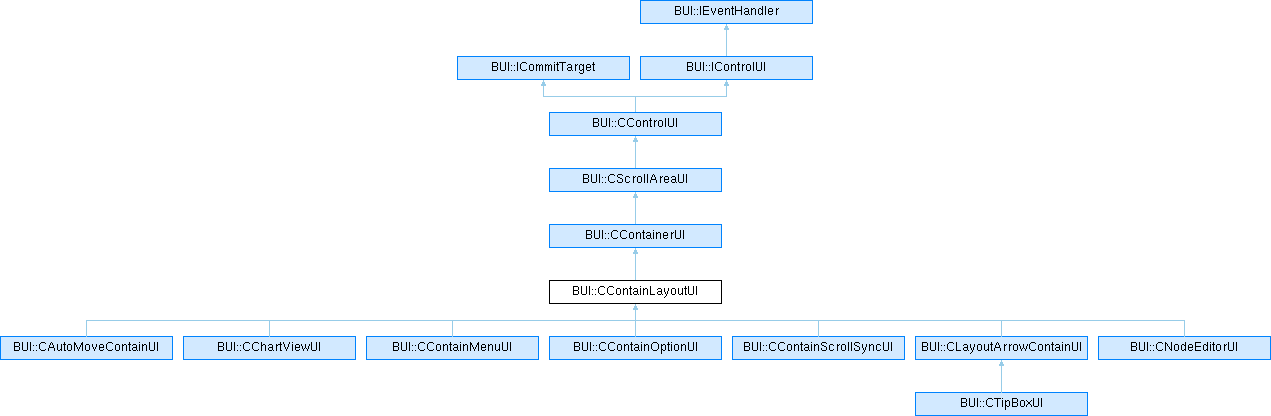 BUI::IEventHandler
BUI::ICommitTarget
BUI::IControlUI
BUI::CControlUI
BUI::CScrollAreaUI
BUI::CContainerUI
BUI::CContainLayoutUI
BUI::CAutoMoveContainUI
BUI::CChartViewUI
BUI::CContainMenuUI
BUI::CContainOptionUI
BUI::CContainScrollSyncUI
BUI::CLayoutArrowContainUI
BUI::CNodeEditorUI
BUI::CTipBoxUI